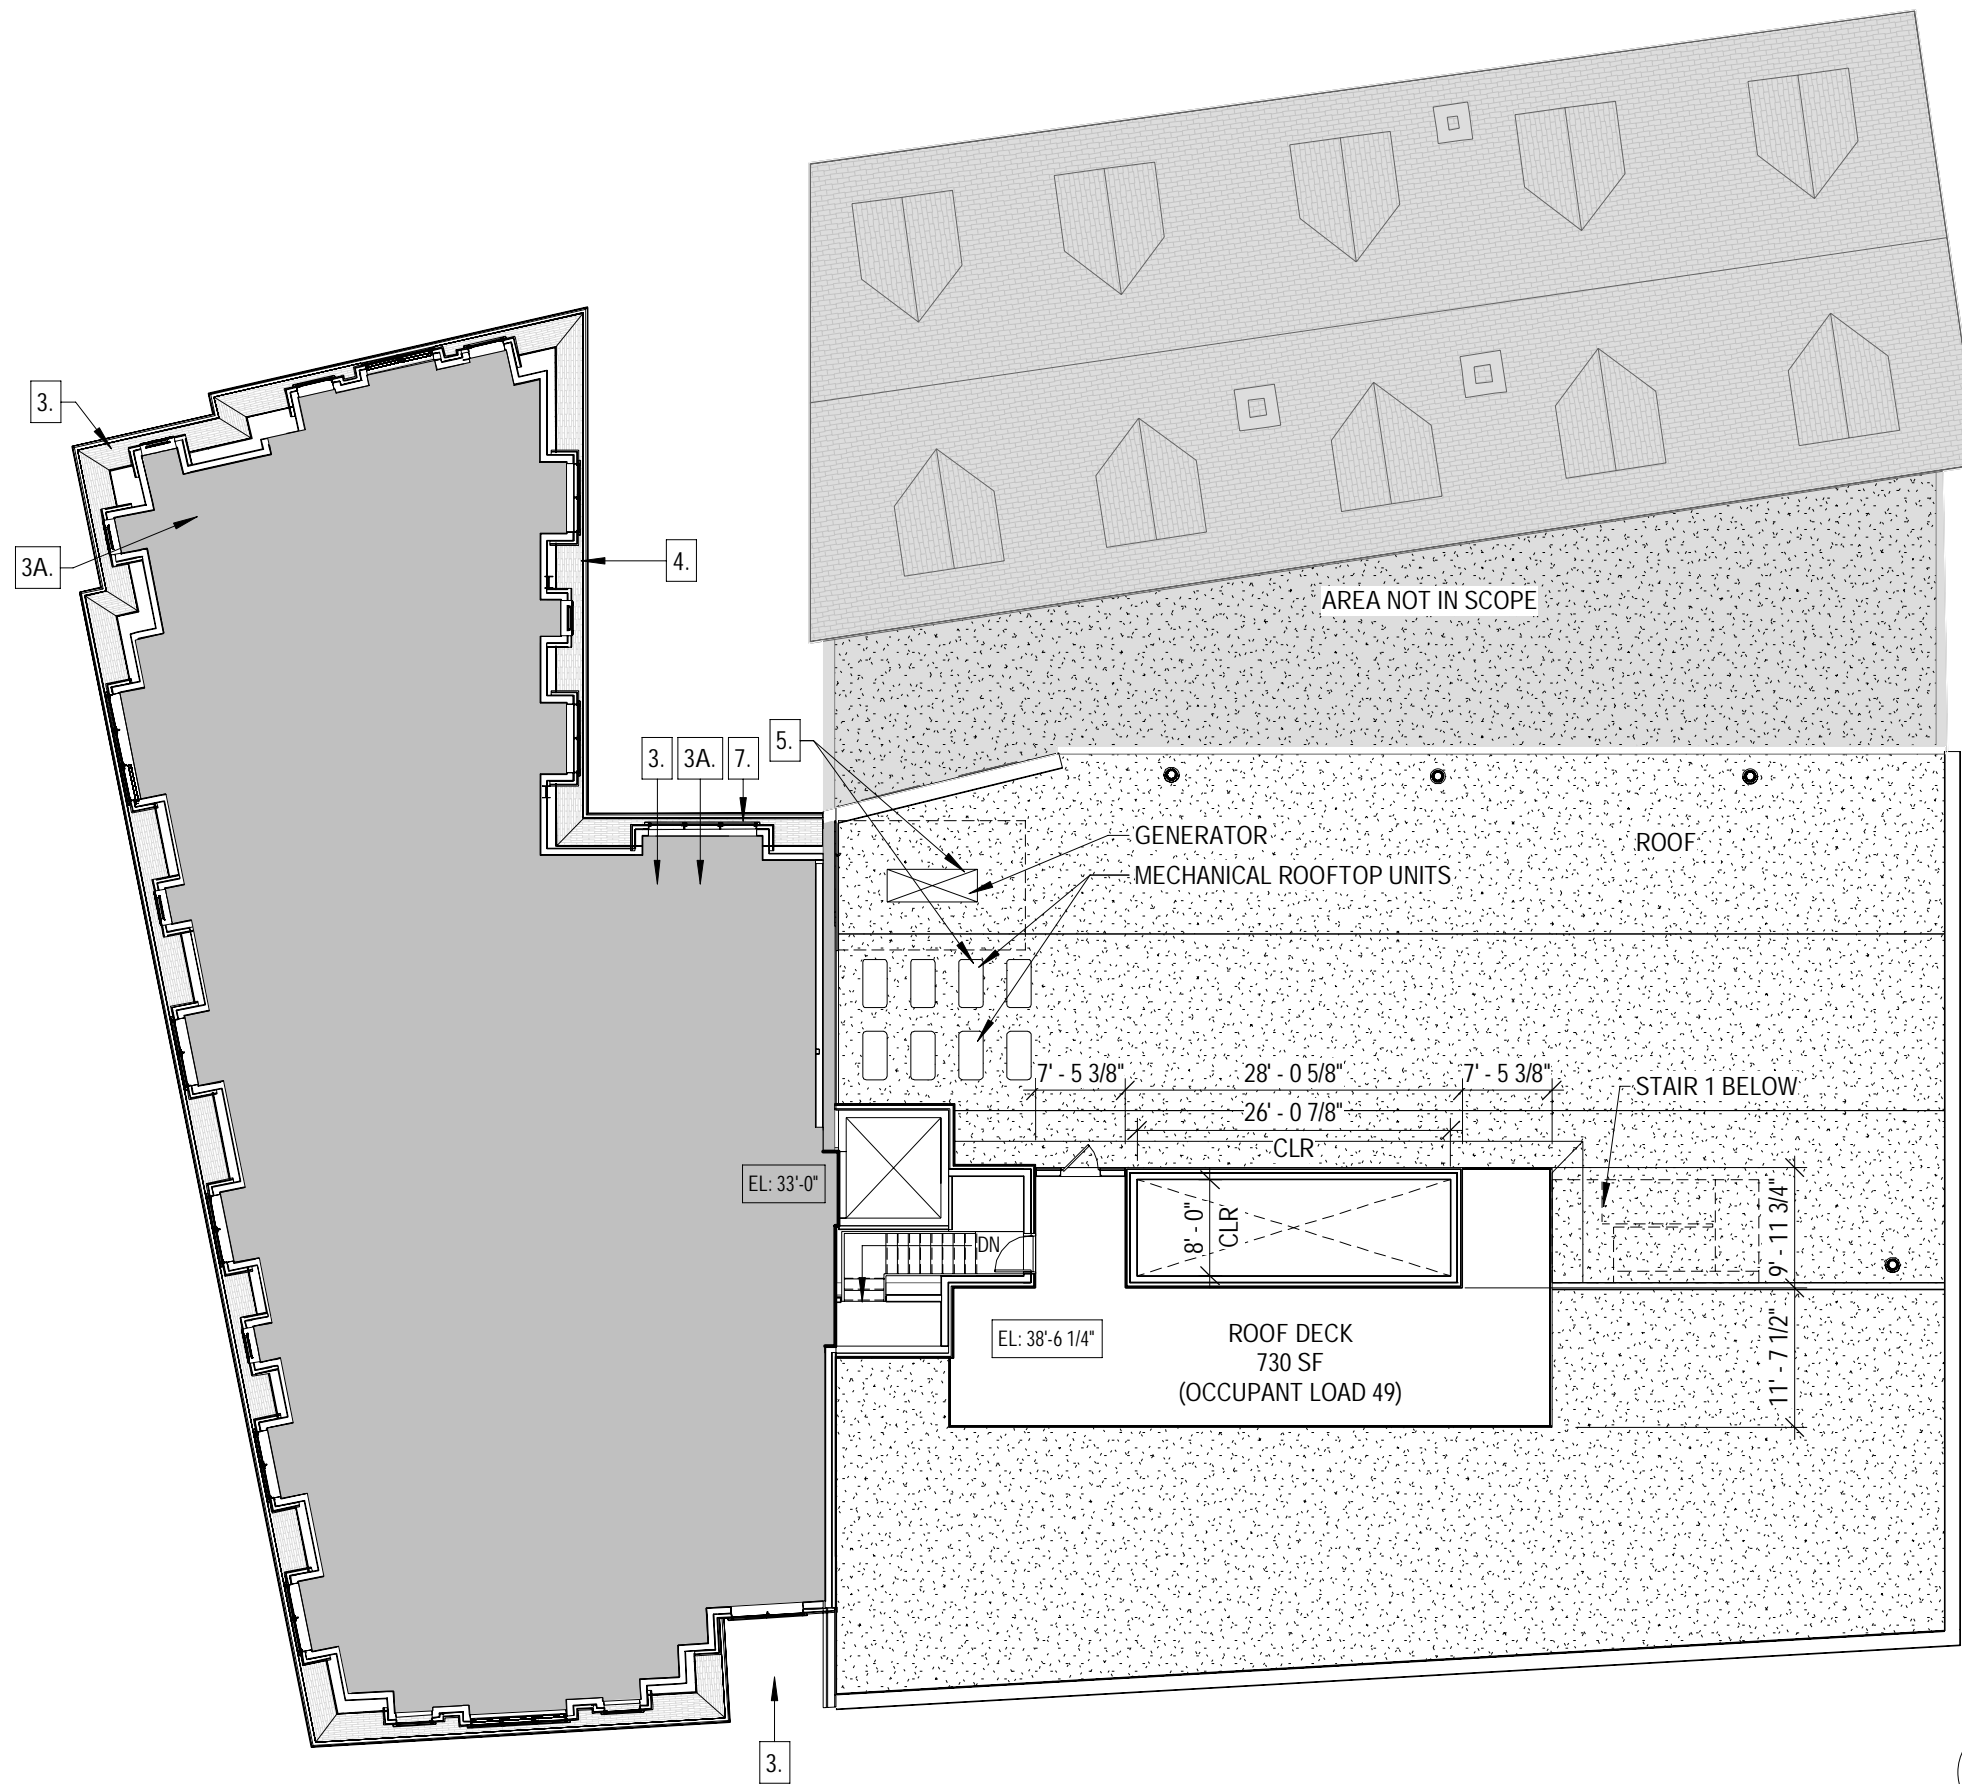 3.
3A.
4.
AREA NOT IN SCOPE
3.
3A.
7.
5.
GENERATOR
MECHANICAL ROOFTOP UNITS
ROOF
7' - 5 3/8"
28' - 0 5/8"
7' - 5 3/8"
26' - 0 7/8"
CLR
STAIR 1 BELOW
EL: 33'-0"
8' - 0"
CLR
DN
9' - 11 3/4"
EL: 38'-6 1/4"
ROOF DECK
730 SF
(OCCUPANT LOAD 49)
11' - 7 1/2"
3.